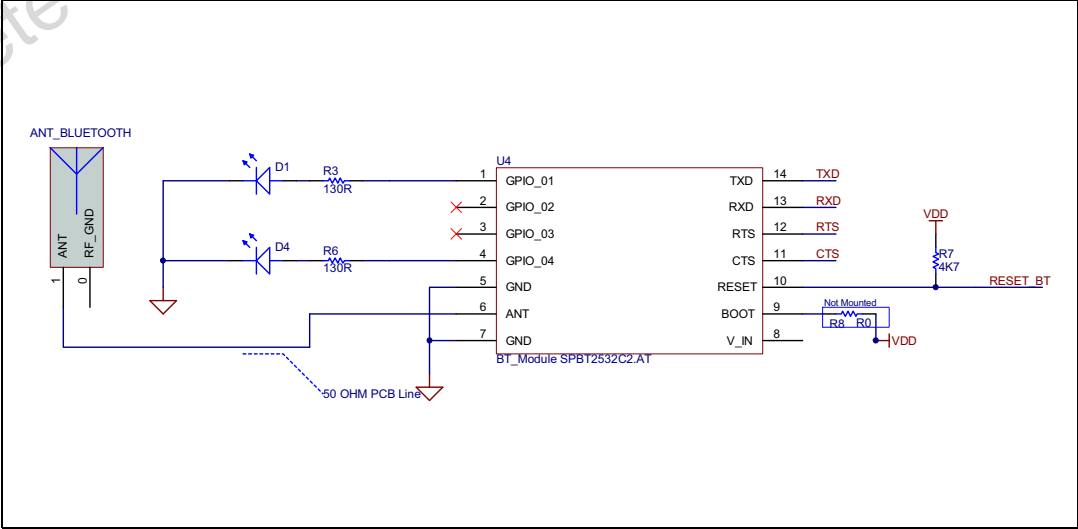 ete
ANT_BLUETOOTH
ANT
RF_GND
1
0
D1
R3
130R
D4
R6
130R
U4
1 GPIO_01
2 GPIO_02
3 GPIO_03
4 GPIO_04
5 GND
6 ANT
7 GND
TXD 14 TXD
RXD 13 RXD
RTS 12 RTS
CTS 11 CTS
RESET 10
BOOT 9
V_IN 8
BT_Module SPBT2532C2.AT
VDD
R7
4K7
RESET_BT
Not Mounted
R8 R0
VDD
50 OHM PCB Line